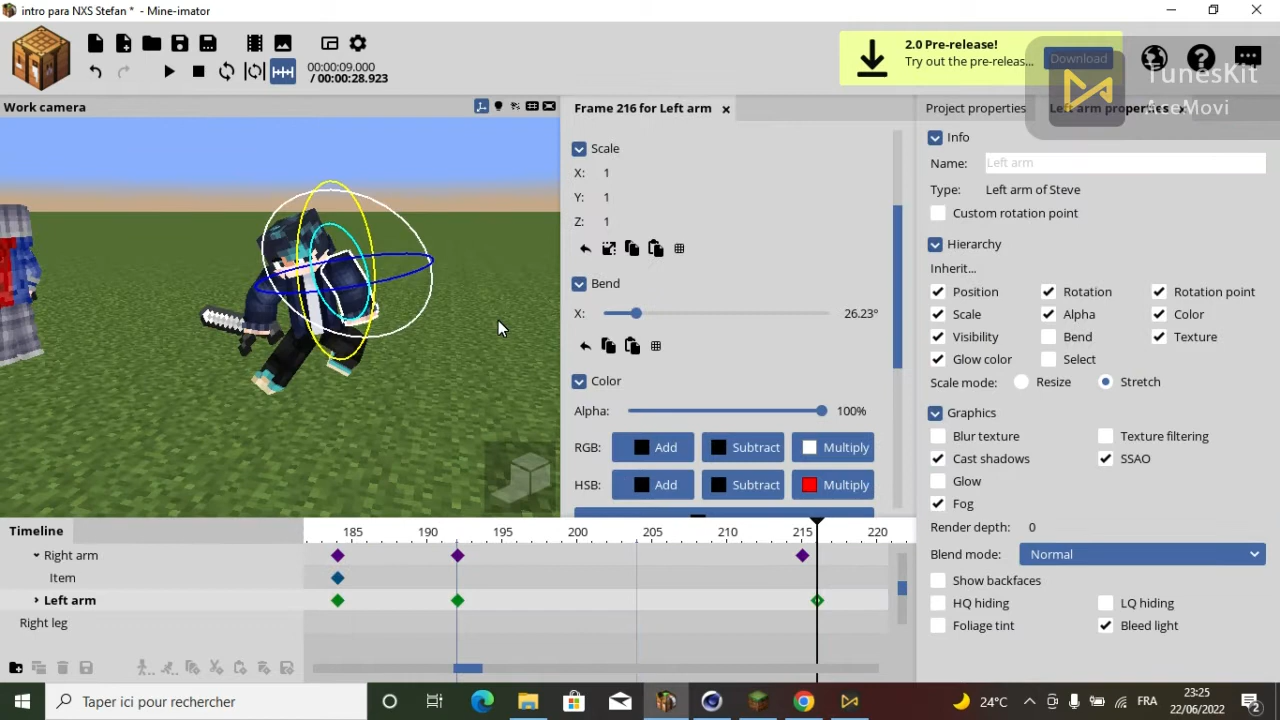 intro para NXS Stefan * - Mine-imator
00:00:09.000
/ 00:00:28.923
2.0 Pre-release!
Try out the pre-releas...
Download
TunesKit
AceMovi
Work camera
Frame 216 for Left arm
Project properties
Left arm properties
Scale
X: 1
Y: 1
Z: 1
Bend
X: 26.23°
Color
Alpha: 100%
RGB: Add Subtract Multiply
HSB: Add Subtract Multiply
Info
Name: Left arm
Type: Left arm of Steve
Custom rotation point
Hierarchy
Inherit...
Position Rotation Rotation point
Scale Alpha Color
Visibility Bend Texture
Glow color Select
Scale mode: Resize Stretch
Graphics
Blur texture Texture filtering
Cast shadows SSAO
Glow
Fog
Render depth: 0
Blend mode: Normal
Show backfaces
HQ hiding LQ hiding
Foliage tint Bleed light
Timeline
185 190 195 200 205 210 215 220
Right arm
Item
Left arm
Right leg
Taper ici pour rechercher
24°C
FRA
23:25
22/06/2022
2